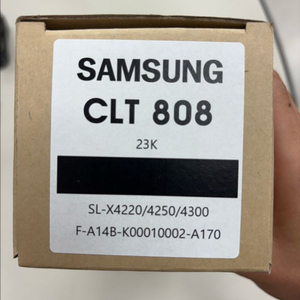 SAMSUNG
CLT 808
23K
SL-X4220/4250/4300
F-A14B-K00010002-A170